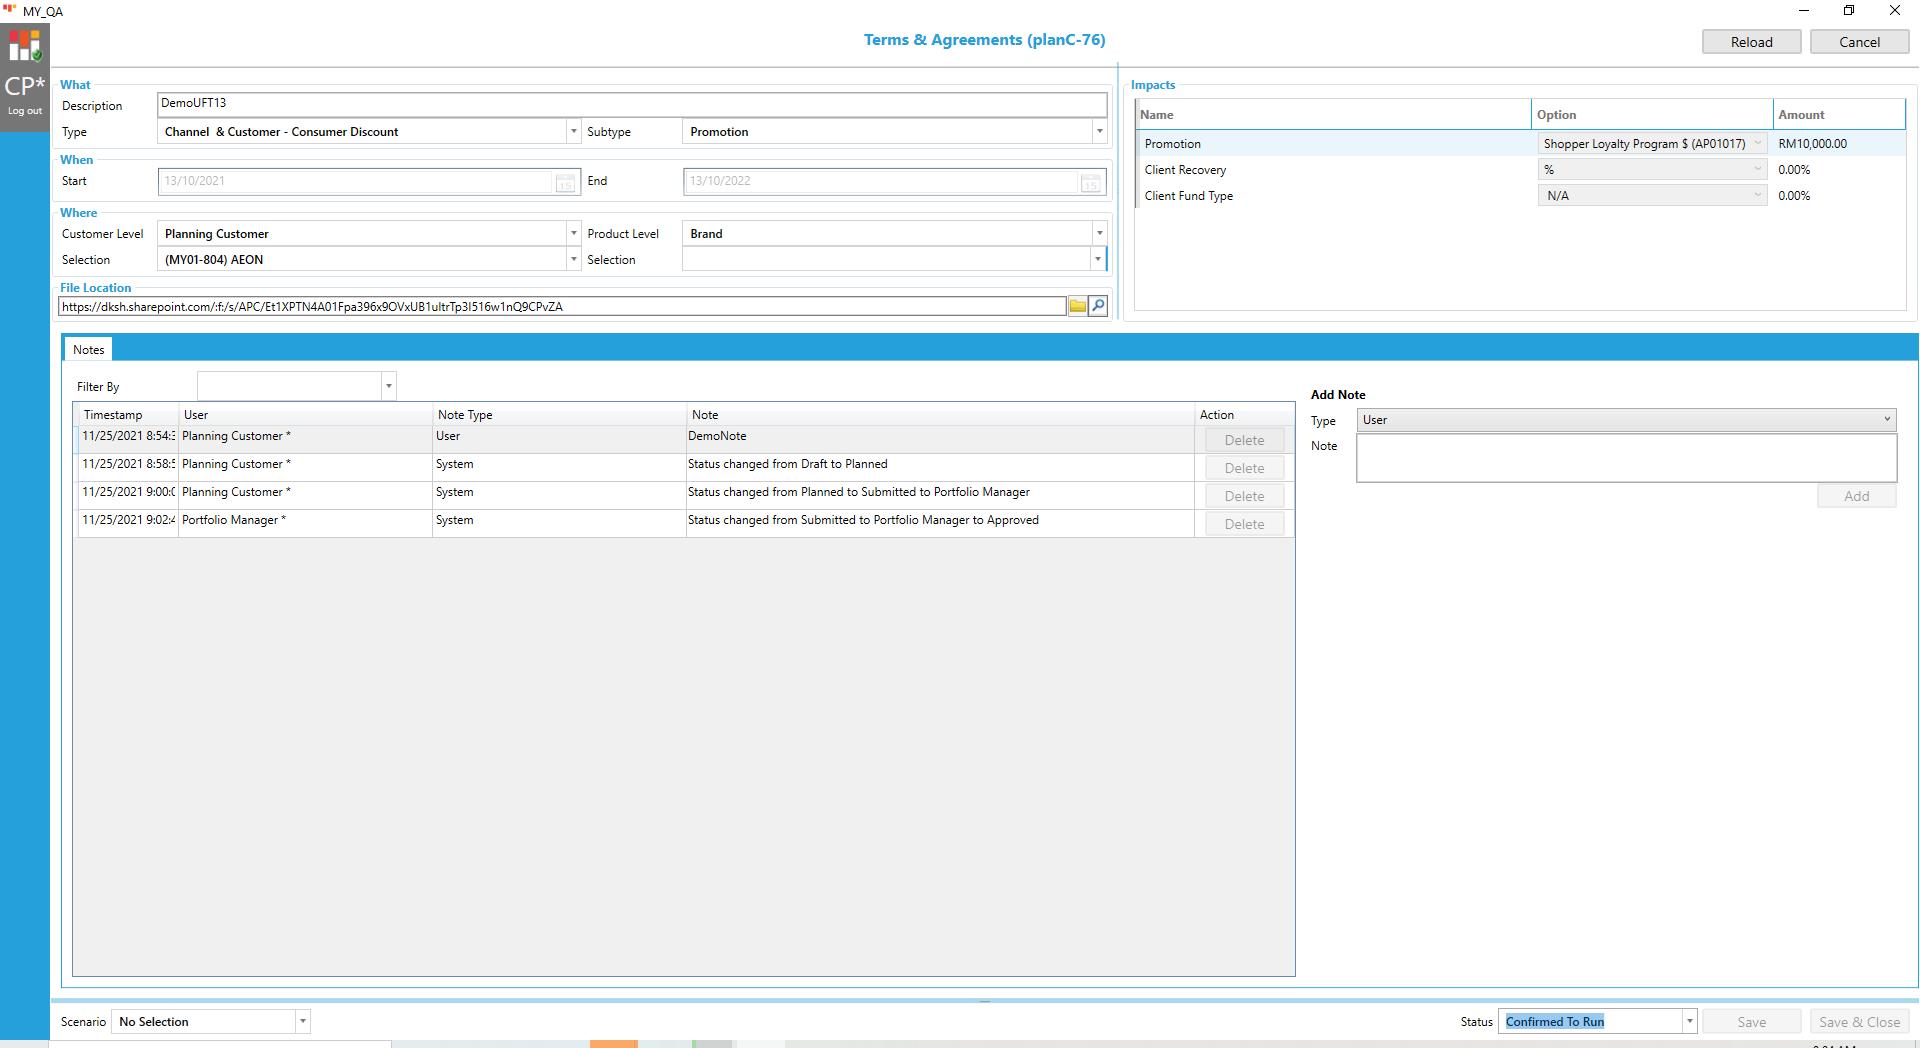 MY_QA
CP*
Log out
Terms & Agreements (planC-76)
Reload
Cancel
What
Description
DemoUFT13
Type
Channel  & Customer - Consumer Discount
Subtype
Promotion
When
Start
13/10/2021
15
End
13/10/2022
15
Where
Customer Level
Planning Customer
Product Level
Brand
Selection
(MY01-804) AEON
Selection
File Location
https://dksh.sharepoint.com/:f:/s/APC/Et1XPTN4A01Fpa396x9OVxUB1ultrTp3I516w1nQ9CPvZA
Impacts
Name Option Amount
Promotion Shopper Loyalty Program $ (AP01017) RM10,000.00
Client Recovery % 0.00%
Client Fund Type N/A 0.00%
Notes
Filter By
Timestamp User Note Type Note Action
11/25/2021 8:54:3 Planning Customer * User DemoNote Delete
11/25/2021 8:58:5 Planning Customer * System Status changed from Draft to Planned Delete
11/25/2021 9:00:0 Planning Customer * System Status changed from Planned to Submitted to Portfolio Manager Delete
11/25/2021 9:02:4 Portfolio Manager * System Status changed from Submitted to Portfolio Manager to Approved Delete
Add Note
Type
User
Note
Add
Scenario
No Selection
Status
Confirmed To Run
Save
Save & Close